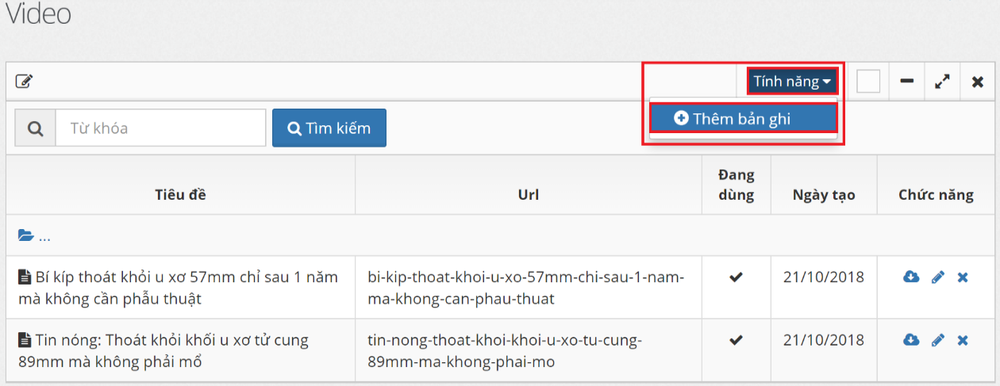 Video
Tính năng
Thêm bản ghi
Từ khóa
Tìm kiếm
Tiêu đề
Url
Đang
dùng
Ngày tạo
Chức năng
...
Bí kíp thoát khỏi u xơ 57mm chỉ sau 1 năm
mà không cần phẫu thuật
bi-kip-thoat-khoi-u-xo-57mm-chi-sau-1-nam-
ma-khong-can-phau-thuat
21/10/2018
Tin nóng: Thoát khỏi khối u xơ tử cung
89mm mà không phải mổ
tin-nong-thoat-khoi-khoi-u-xo-tu-cung-
89mm-ma-khong-phai-mo
21/10/2018